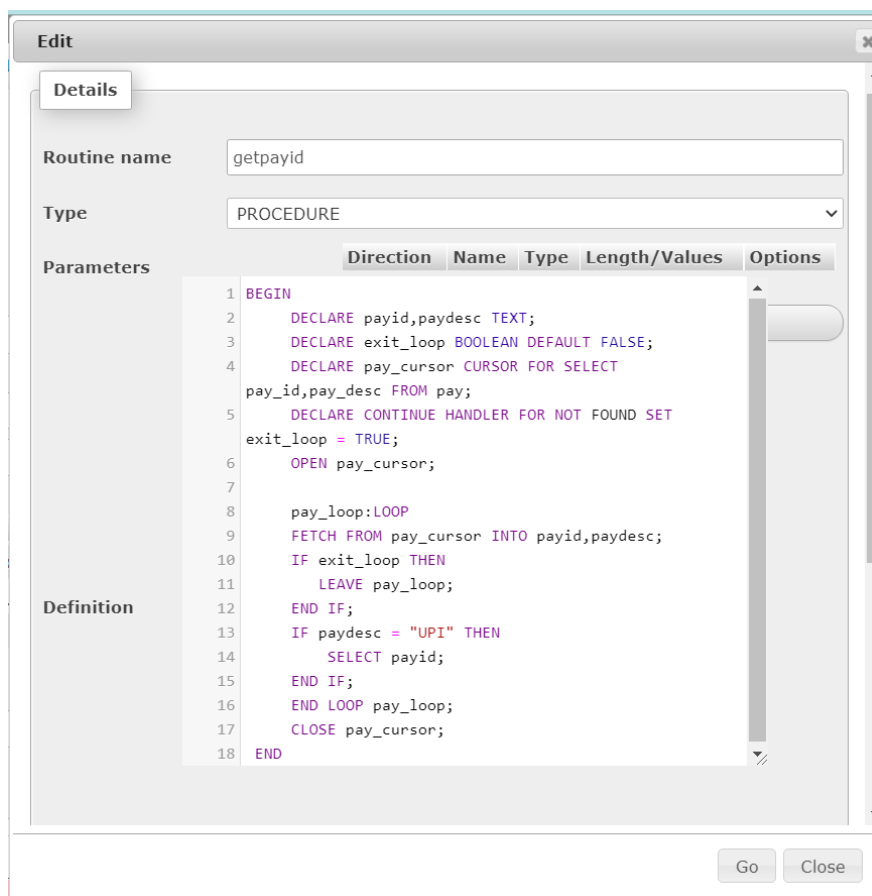 Edit
Details
Routine name
getpayid
Type
PROCEDURE
Parameters
Direction Name Type Length/Values Options
Definition
1 BEGIN
2 DECLARE payid,paydesc TEXT;
3 DECLARE exit_loop BOOLEAN DEFAULT FALSE;
4 DECLARE pay_cursor CURSOR FOR SELECT
pay_id,pay_desc FROM pay;
5 DECLARE CONTINUE HANDLER FOR NOT FOUND SET
exit_loop = TRUE;
6 OPEN pay_cursor;
7
8 pay_loop:LOOP
9 FETCH FROM pay_cursor INTO payid,paydesc;
10 IF exit_loop THEN
11 LEAVE pay_loop;
12 END IF;
13 IF paydesc = "UPI" THEN
14 SELECT payid;
15 END IF;
16 END LOOP pay_loop;
17 CLOSE pay_cursor;
18 END
Go Close